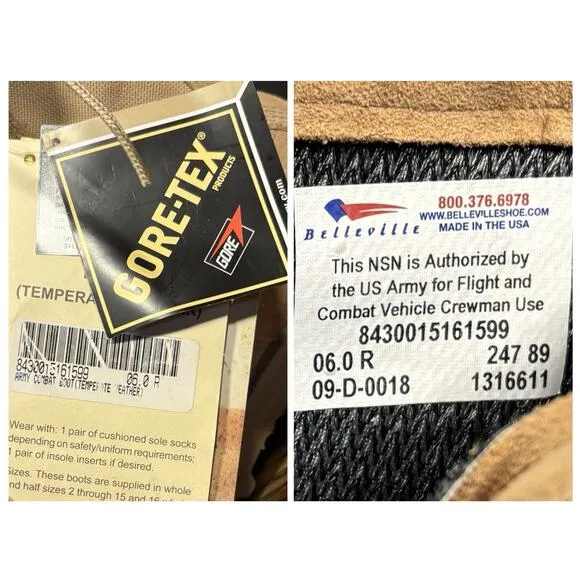 GORE-TEX®
PRODUCTS
GORE
.com
(TEMPERA
8430015161599 06.0 R
ARMY COMBAT BOOT(TEMPE TE EATHER)
Wear with: 1 pair of cushioned sole socks
depending on safety/uniform requirements;
1 pair of insole inserts if desired.
Sizes. These boots are supplied in whole
and half sizes 2 through 15 and 16
Belleville
800.376.6978
WWW.BELLEVILLESHOE.COM
MADE IN THE USA
This NSN is Authorized by
the US Army for Flight and
Combat Vehicle Crewman Use
8430015161599
06.0 R 247 89
09-D-0018 1316611